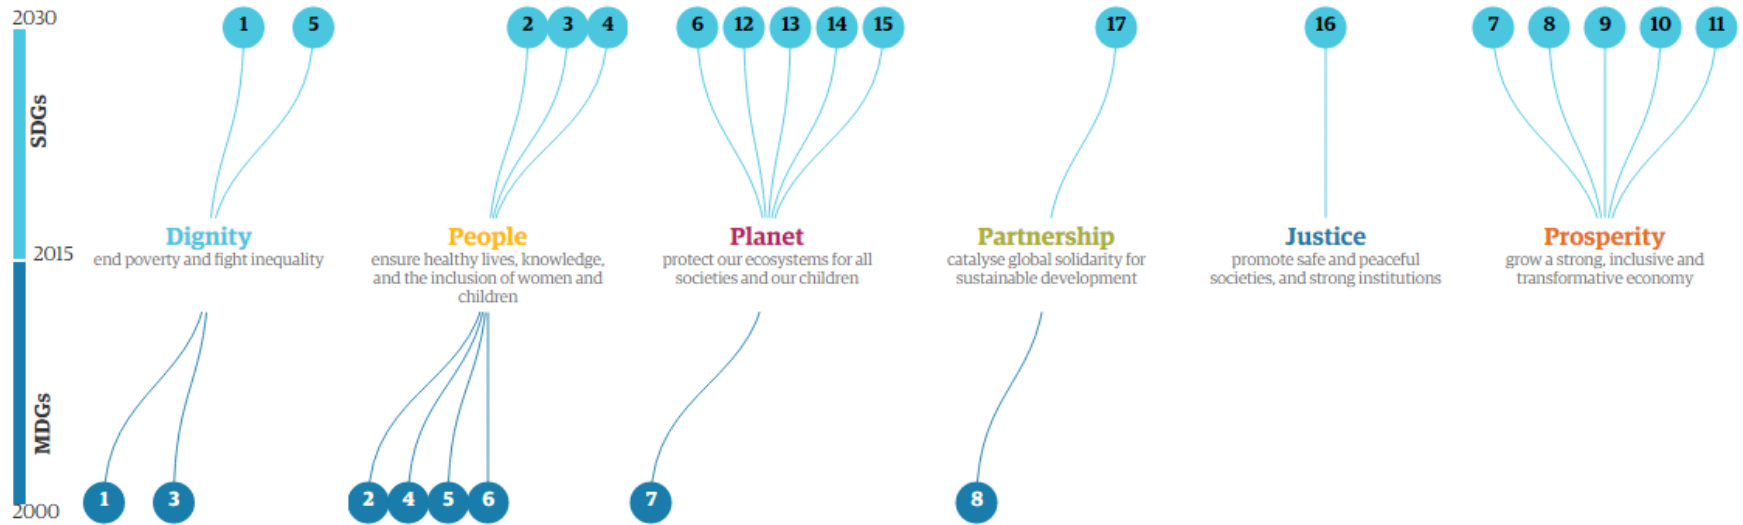 2030
1 5 2 3 4 6 12 13 14 15 17 16 7 8 9 10 11
SDGs
2015
Dignity
end poverty and fight inequality
People
ensure healthy lives, knowledge,
and the inclusion of women and
children
Planet
protect our ecosystems for all
societies and our children
Partnership
catalyse global solidarity for
sustainable development
Justice
promote safe and peaceful
societies, and strong institutions
Prosperity
grow a strong, inclusive and
transformative economy
MDGs
1 3 2 4 5 6 7 8
2000